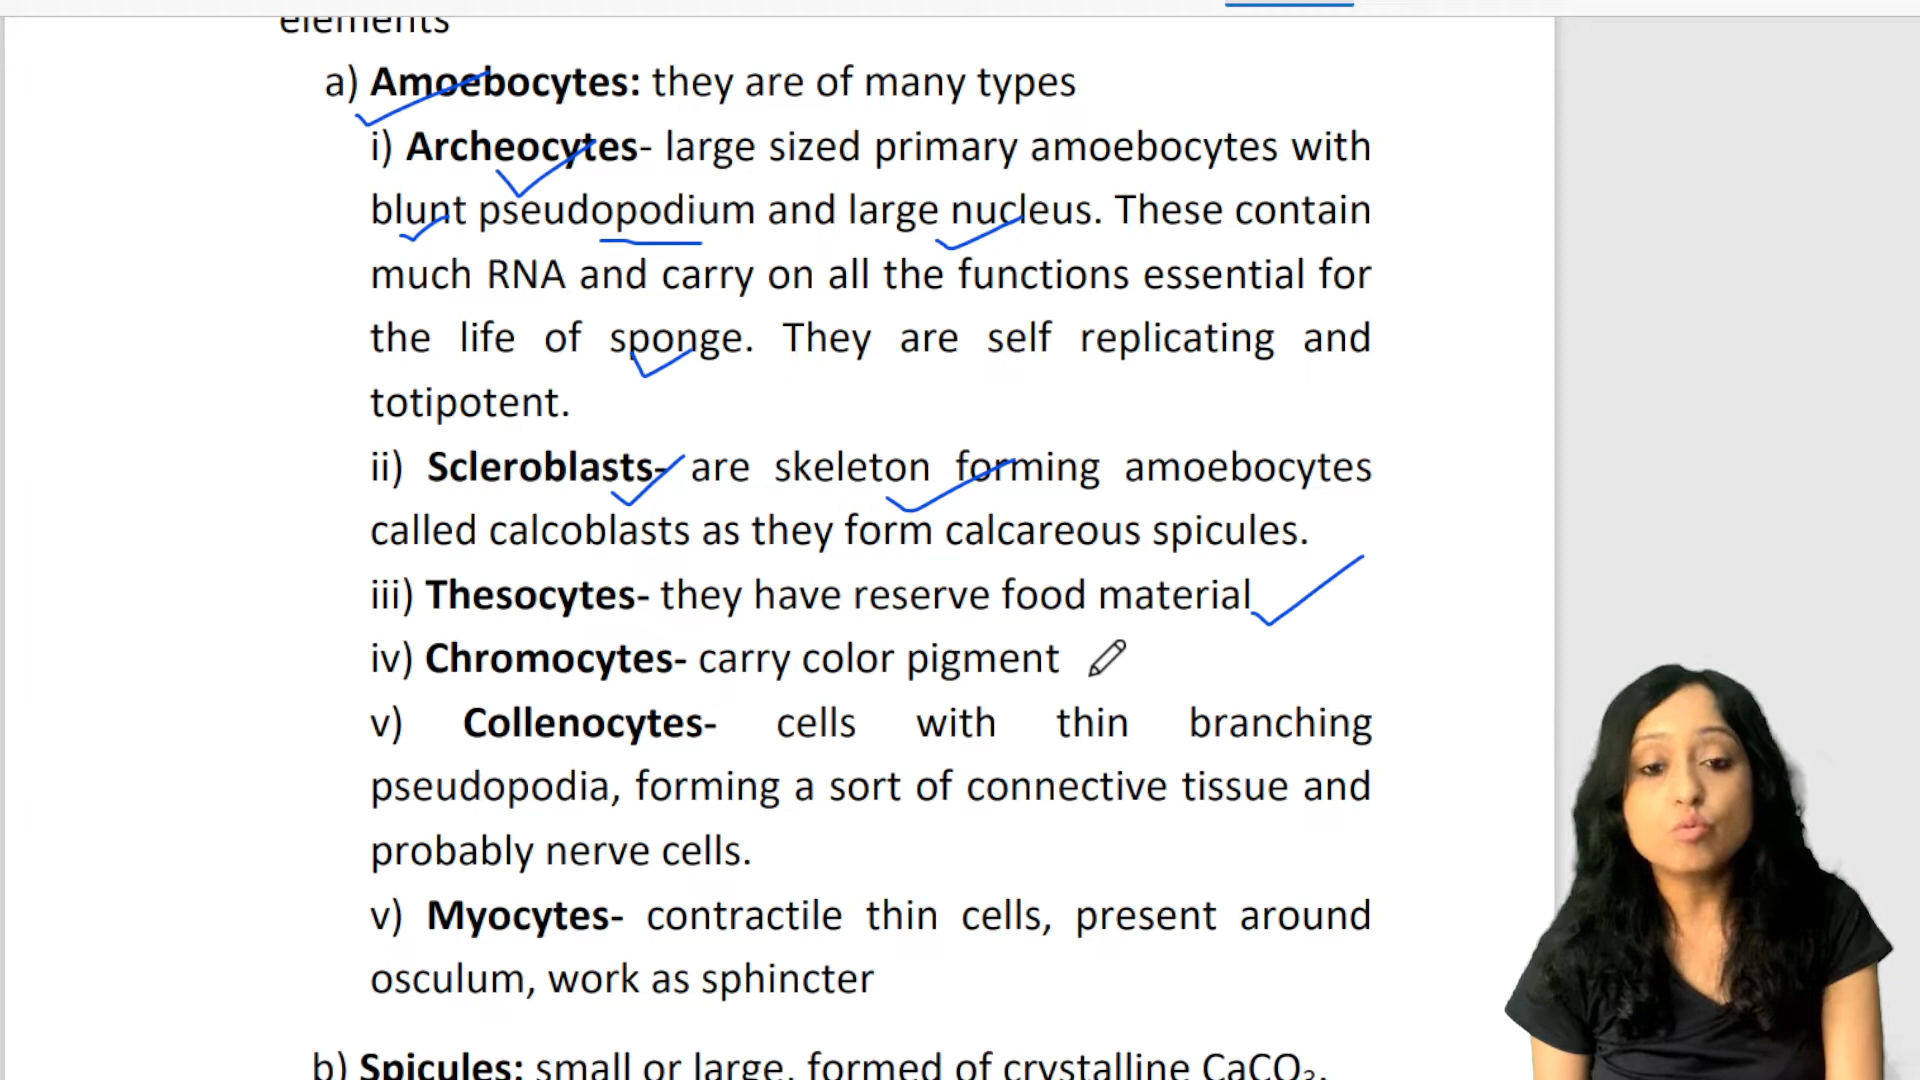 elements
a) Amoebocytes: they are of many types
i) Archeocytes- large sized primary amoebocytes with
blunt pseudopodium and large nucleus. These contain
much RNA and carry on all the functions essential for
the life of sponge. They are self replicating and
totipotent.
ii) Scleroblasts- are skeleton forming amoebocytes
called calcoblasts as they form calcareous spicules.
iii) Thesocytes- they have reserve food material
iv) Chromocytes- carry color pigment
v) Collenocytes- cells with thin branching
pseudopodia, forming a sort of connective tissue and
probably nerve cells.
v) Myocytes- contractile thin cells, present around
osculum, work as sphincter
b) Spicules: small or large, formed of crystalline CaCO₃.